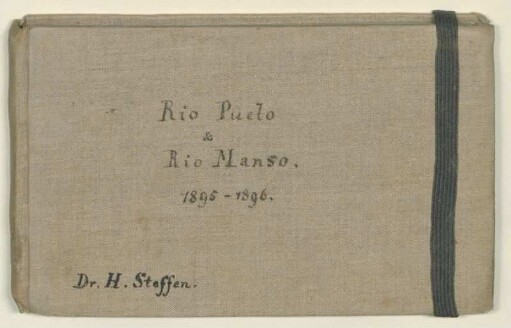 Rio Puelo
&
Rio Manso.
1895-1896.
Dr. H. Steffen.